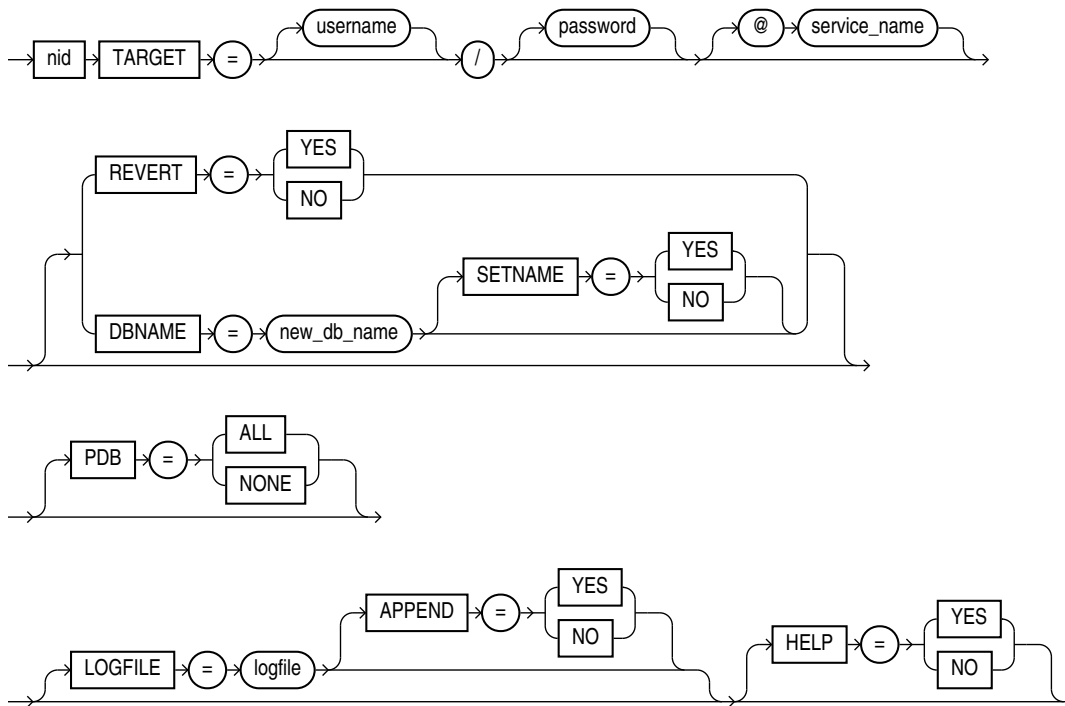 nid TARGET = username / password @ service_name
REVERT = YES
NO
DBNAME = new_db_name SETNAME = YES
NO
PDB = ALL
NONE
LOGFILE = logfile APPEND = YES
NO
HELP = YES
NO